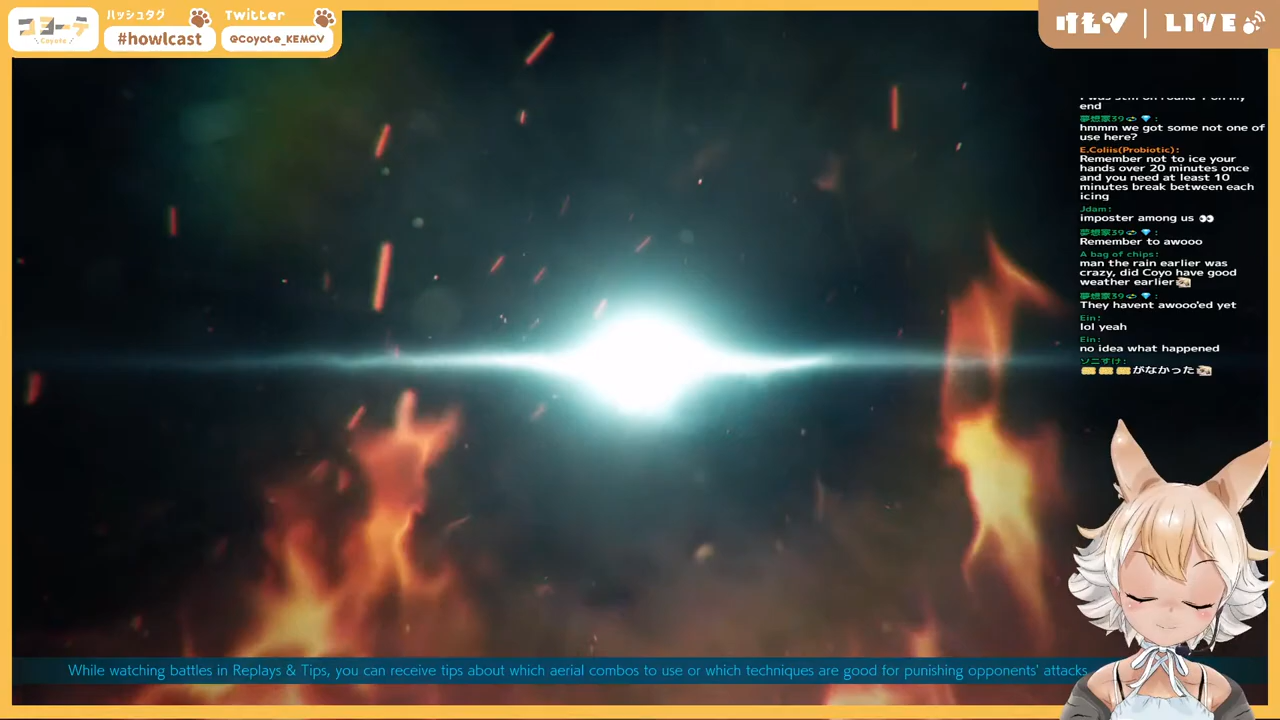 コヨーテ
Coyote
ハッシュタグ
#howlcast
Twitter
@Coyote_KEMOV
けもV | LIVE
I was still on round 1 on my
end
夢想家39 :
hmmm we got some not one of
use here?
E.Coliis(Probiotic):
Remember not to ice your
hands over 20 minutes once
and you need at least 10
minutes break between each
icing
Jdam:
imposter among us 👀
夢想家39 💎 :
Remember to awooo
A bag of chips:
man the rain earlier was
crazy, did Coyo have good
weather earlier
夢想家39 💎 :
They havent awooo'ed yet
Ein:
lol yeah
Ein:
no idea what happened
ソニすけ:
がなかった
While watching battles in Replays & Tips, you can receive tips about which aerial combos to use or which techniques are good for punishing opponents' attacks.